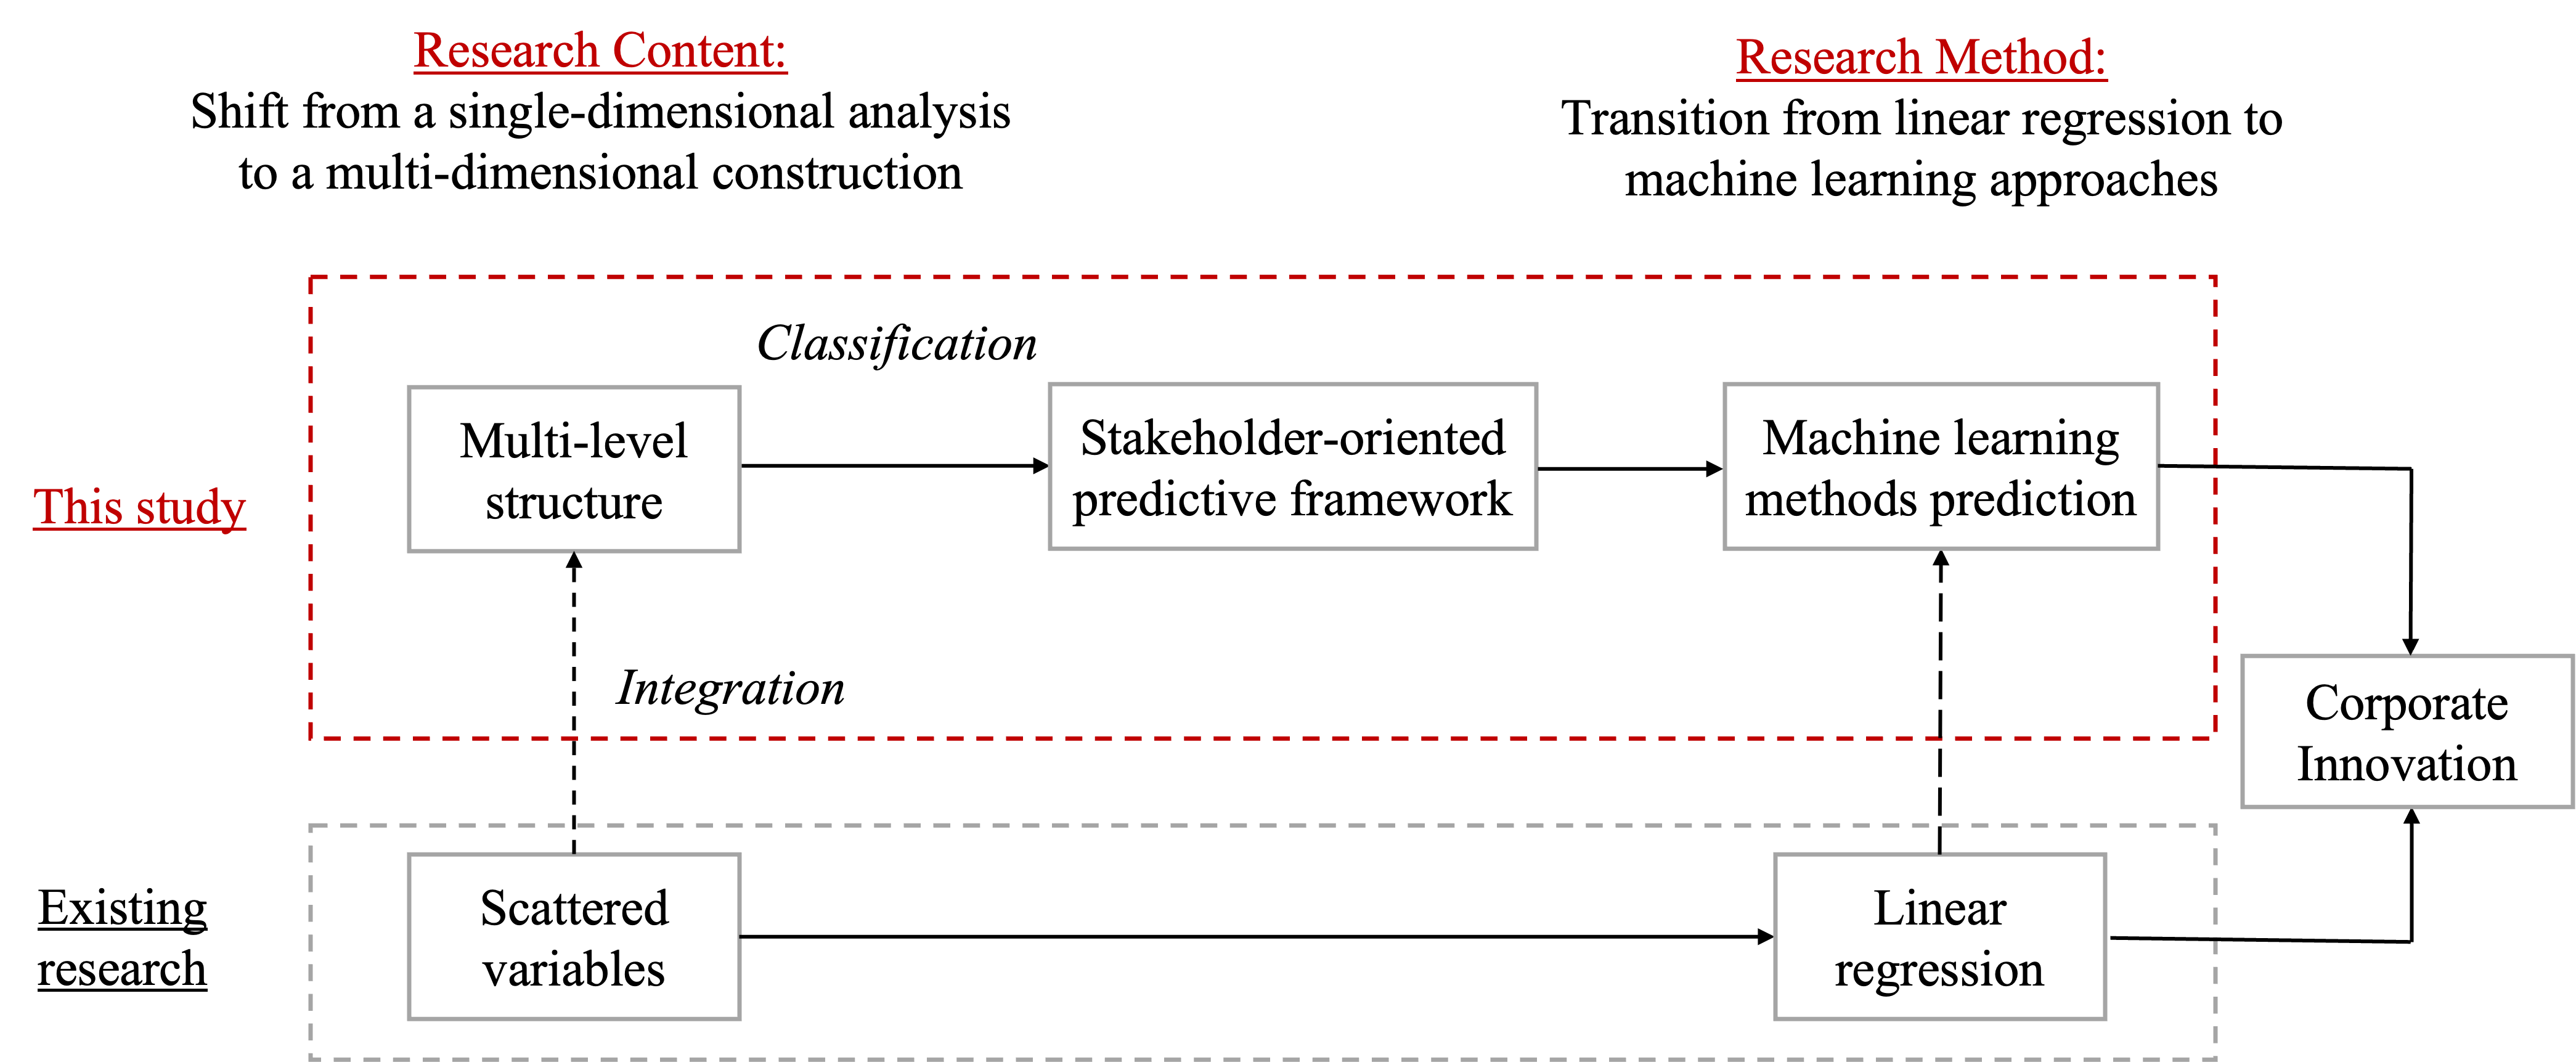 Research Content:
Shift from a single-dimensional analysis
to a multi-dimensional construction
Research Method:
Transition from linear regression to
machine learning approaches
This study
Classification
Multi-level
structure
Stakeholder-oriented
predictive framework
Machine learning
methods prediction
Integration
Corporate
Innovation
Existing
research
Scattered
variables
Linear
regression